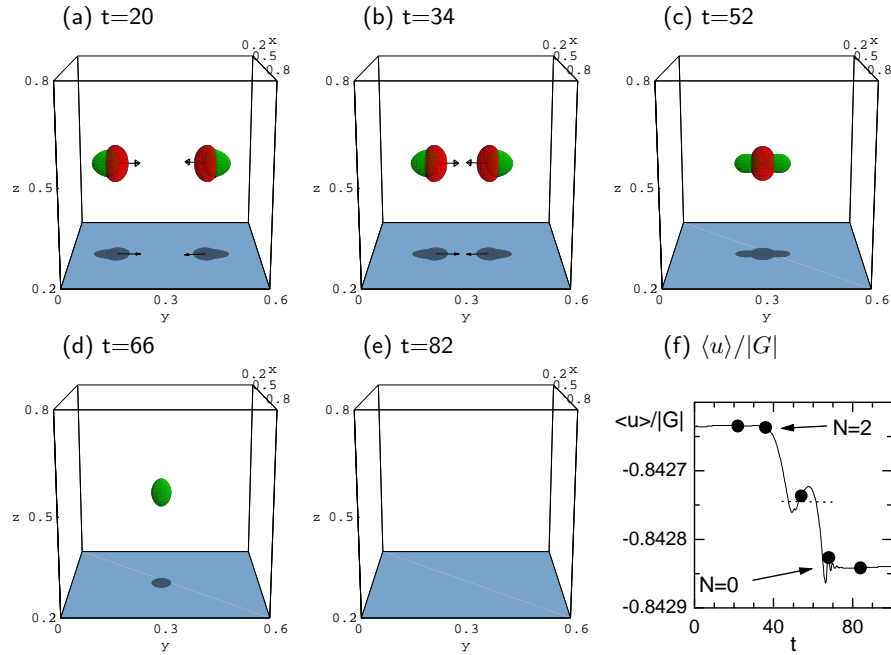 (a) t=20
(b) t=34
(c) t=52
0.2 x
0.5
0.8
0.8
z 0.5
0.2
0
0.3
0.6
y
0.2 x
0.5
0.8
0.8
z 0.5
0.2
0
0.3
0.6
y
0.2 x
0.5
0.8
0.8
z 0.5
0.2
0
0.3
0.6
y
(d) t=66
(e) t=82
(f) ⟨u⟩/|G|
0.2 x
0.5
0.8
0.8
z 0.5
0.2
0
0.3
0.6
y
0.2 x
0.5
0.8
0.8
z 0.5
0.2
0
0.3
0.6
y
<u>/|G|
N=2
-0.8427
-0.8428
N=0
-0.8429
0
40
80
t